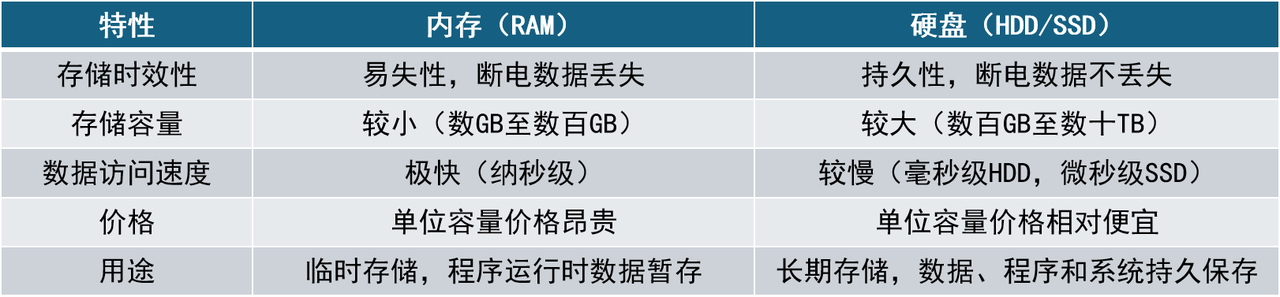 特性 内存（RAM） 硬盘（HDD/SSD）
存储时效性 易失性，断电数据丢失 持久性，断电数据不丢失
存储容量 较小（数GB至数百GB） 较大（数百GB至数十TB）
数据访问速度 极快（纳秒级） 较慢（毫秒级HDD，微秒级SSD）
价格 单位容量价格昂贵 单位容量价格相对便宜
用途 临时存储，程序运行时数据暂存 长期存储，数据、程序和系统持久保存